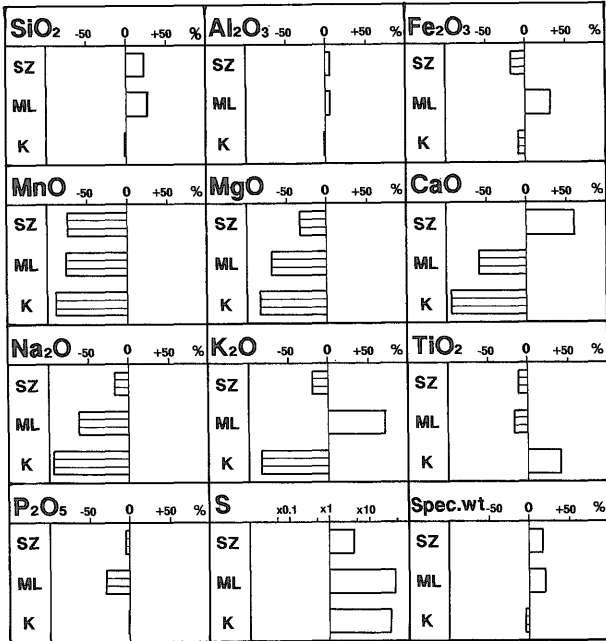 SiO₂ -50 0 +50 %
SZ
ML
K
Al₂O₃ 0 +50 %
SZ
ML
K
Fe₂O₃ 0 +50 %
SZ
ML
K
MnO -50 0 +50 %
SZ
ML
K
MgO -50 0 +50 %
SZ
ML
K
CaO -50 0 +50 %
SZ
ML
K
Na₂O -50 0 +50 %
SZ
ML
K
K₂O -50 0 +50 %
SZ
ML
K
TiO₂ -50 0 +50 %
SZ
ML
K
P₂O₅ -50 0 +50 %
SZ
ML
K
S x0.1 x1 x10
SZ
ML
K
Spec.wt -50 0 +50 %
SZ
ML
K